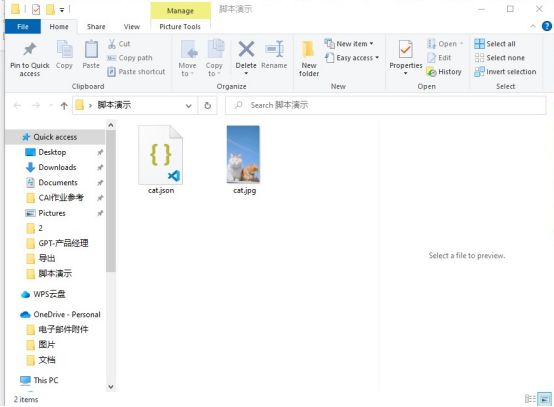 Manage
脚本演示
File
Home
Share
View
Picture Tools
Pin to Quick access
Copy
Paste
Cut
Copy path
Paste shortcut
Clipboard
Move to
Copy to
Delete
Rename
Organize
New folder
New item
Easy access
New
Properties
Open
Edit
History
Open
Select all
Select none
Invert selection
Select
脚本演示
Search 脚本演示
Quick access
Desktop
Downloads
Documents
CAI作业参考
Pictures
2
GPT-产品经理
导出
脚本演示
WPS云盘
OneDrive - Personal
电子邮件附件
图片
文档
This PC
cat.json
cat.jpg
Select a file to preview.
2 items